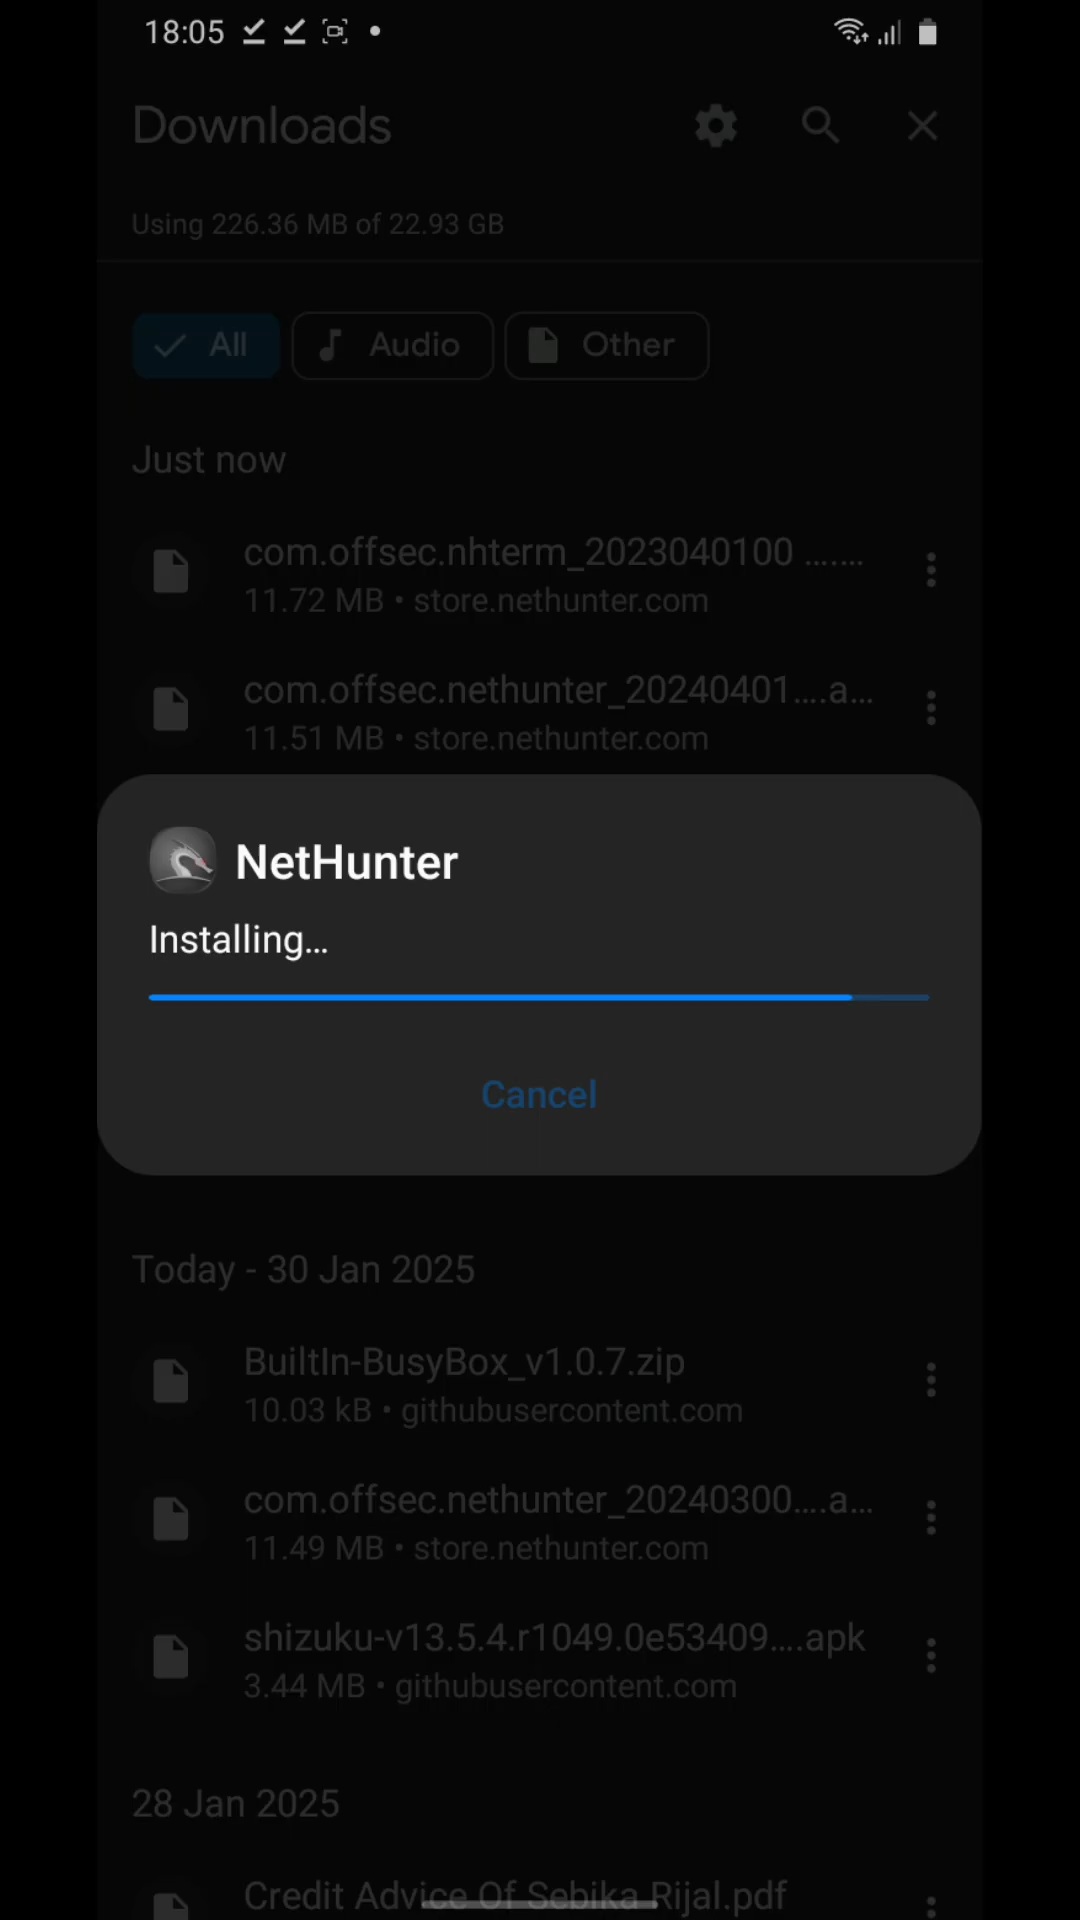 18:05
Downloads
Using 226.36 MB of 22.93 GB
All
Audio
Other
Just now
com.offsec.nhterm_2023040100 ....…
11.72 MB • store.nethunter.com
com.offsec.nethunter_20240401….a…
11.51 MB • store.nethunter.com
NetHunter
Installing…
Cancel
Today - 30 Jan 2025
BuiltIn-BusyBox_v1.0.7.zip
10.03 kB • githubusercontent.com
com.offsec.nethunter_20240300….a…
11.49 MB • store.nethunter.com
shizuku-v13.5.4.r1049.0e53409….apk
3.44 MB • githubusercontent.com
28 Jan 2025
Credit Advice Of Sebika Rijal.pdf